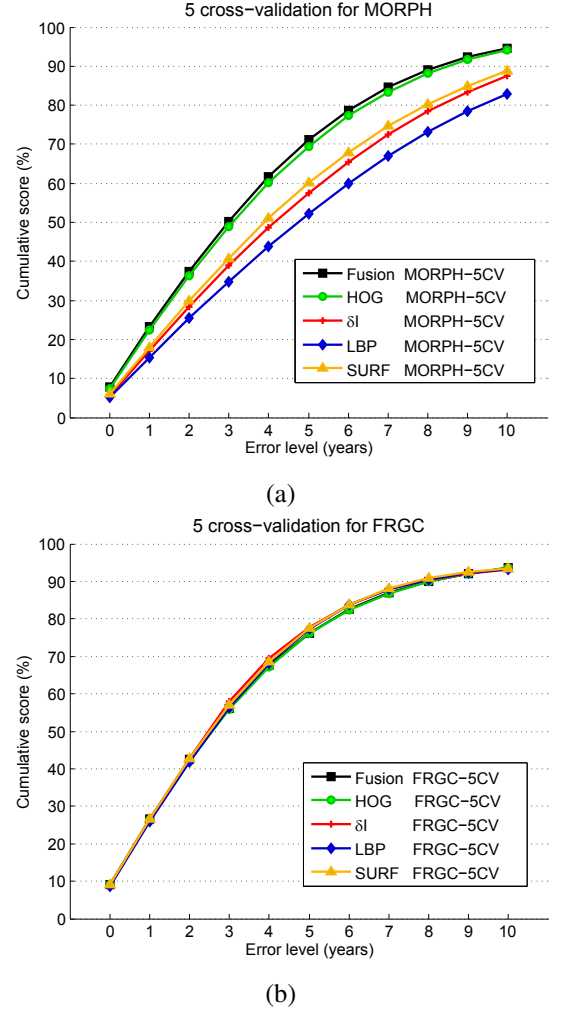 5 cross−validation for MORPH
Cumulative score (%)
100
90
80
70
60
50
40
30
20
10
0
Fusion MORPH−5CV
HOG MORPH−5CV
δI MORPH−5CV
LBP MORPH−5CV
SURF MORPH−5CV
0 1 2 3 4 5 6 7 8 9 10
Error level (years)
(a)
5 cross−validation for FRGC
Cumulative score (%)
100
90
80
70
60
50
40
30
20
10
0
Fusion FRGC−5CV
HOG FRGC−5CV
δI FRGC−5CV
LBP FRGC−5CV
SURF FRGC−5CV
0 1 2 3 4 5 6 7 8 9 10
Error level (years)
(b)